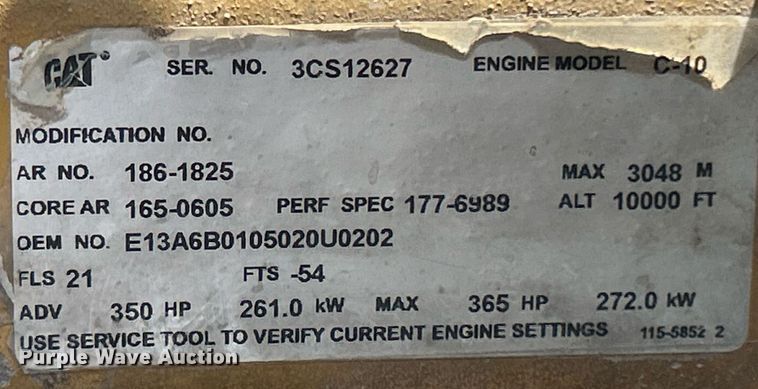 CAT® SER. NO. 3CS12627 ENGINE MODEL C-10
MODIFICATION NO.
AR NO. 186-1825 MAX 3048 M
CORE AR 165-0605 PERF SPEC 177-6989 ALT 10000 FT
OEM NO. E13A6B0105020U0202
FLS 21 FTS -54
ADV 350 HP 261.0 kW MAX 365 HP 272.0 kW
USE SERVICE TOOL TO VERIFY CURRENT ENGINE SETTINGS 115-5852 2
Purple Wave Auction